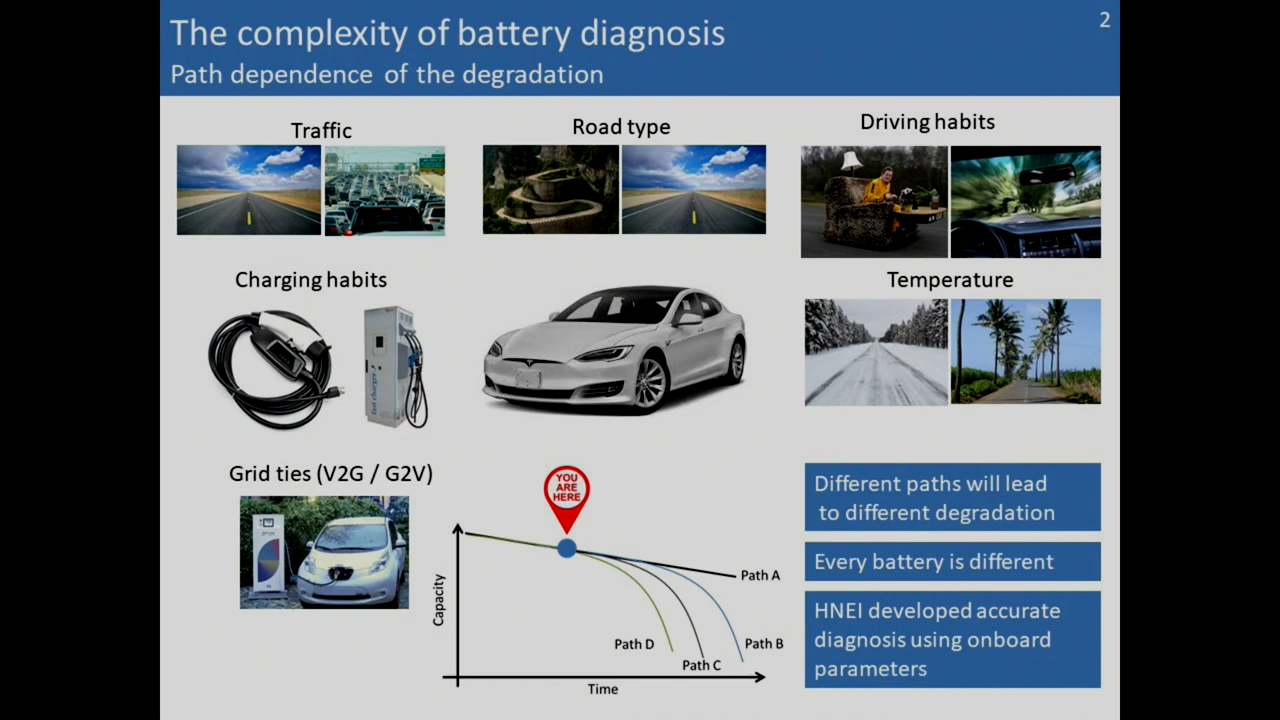 The complexity of battery diagnosis
2
Path dependence of the degradation
Traffic
Road type
Driving habits
Charging habits
Temperature
fast charger
Grid ties (V2G / G2V)
YOU
ARE
HERE
Capacity
Path A
Path B
Path C
Path D
Time
Different paths will lead
to different degradation
Every battery is different
HNEI developed accurate
diagnosis using onboard
parameters